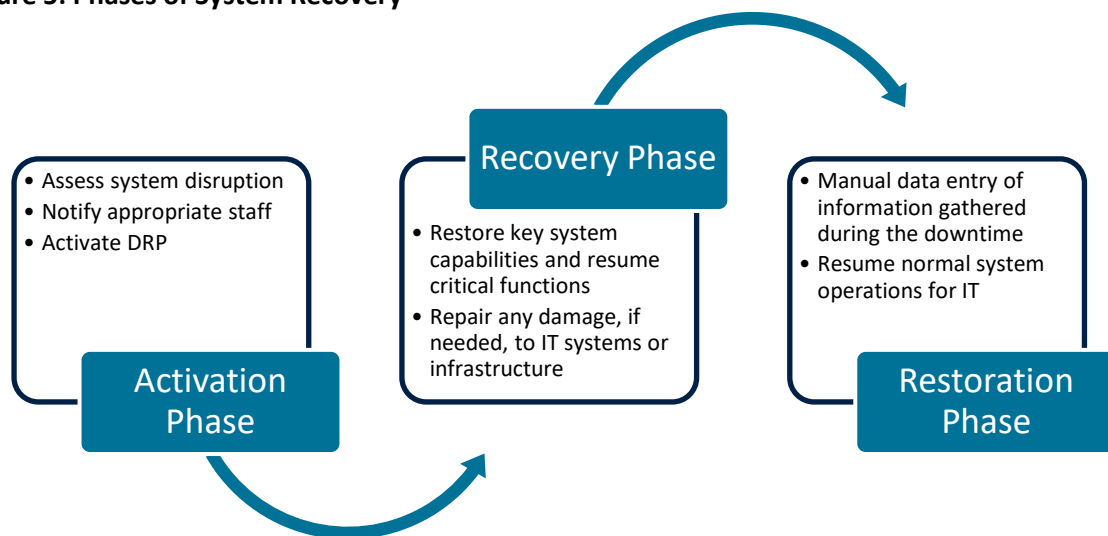 • Assess system disruption
• Notify appropriate staff
• Activate DRP
Activation
Phase
Recovery Phase
• Restore key system
capabilities and resume
critical functions
• Repair any damage, if
needed, to IT systems or
infrastructure
• Manual data entry of
information gathered
during the downtime
• Resume normal system
operations for IT
Restoration
Phase